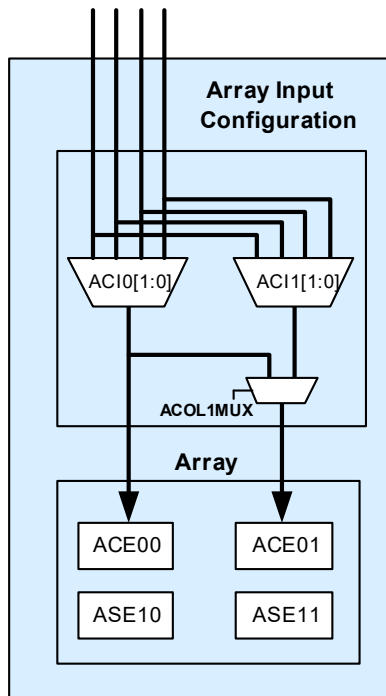 Array Input
Configuration
ACI0[1:0]
ACI1[1:0]
ACOL1MUX
Array
ACE00
ACE01
ASE10
ASE11